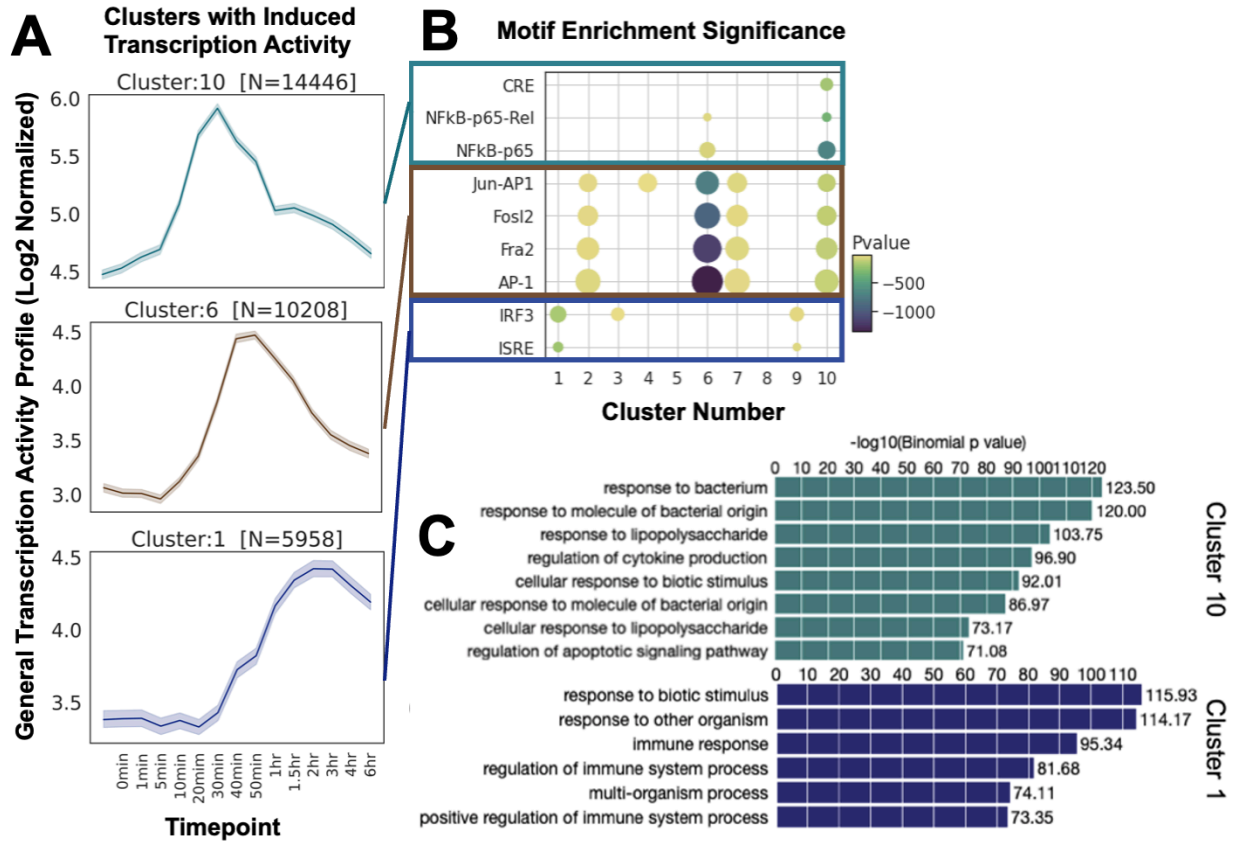 A
Clusters with Induced
Transcription Activity
General Transcription Activity Profile (Log2 Normalized)
Cluster:10 [N=14446]
6.0
5.5
5.0
4.5
Cluster:6 [N=10208]
4.5
4.0
3.5
3.0
Cluster:1 [N=5958]
4.5
4.0
3.5
0min
1min
5min
10min
20mim
30min
40min
50min
1hr
1.5hr
2hr
3hr
4hr
6hr
Timepoint
B
Motif Enrichment Significance
CRE
NFkB-p65-Rel
NFkB-p65
Jun-AP1
Fosl2
Fra2
AP-1
IRF3
ISRE
1 2 3 4 5 6 7 8 9 10
Cluster Number
Pvalue
−500
−1000
C
-log10(Binomial p value)
0 10 20 30 40 50 60 70 80 90 100 110 120
response to bacterium 123.50
response to molecule of bacterial origin 120.00
response to lipopolysaccharide 103.75
regulation of cytokine production 96.90
cellular response to biotic stimulus 92.01
cellular response to molecule of bacterial origin 86.97
cellular response to lipopolysaccharide 73.17
regulation of apoptotic signaling pathway 71.08
Cluster 10
0 10 20 30 40 50 60 70 80 90 100 110
response to biotic stimulus 115.93
response to other organism 114.17
immune response 95.34
regulation of immune system process 81.68
multi-organism process 74.11
positive regulation of immune system process 73.35
Cluster 1